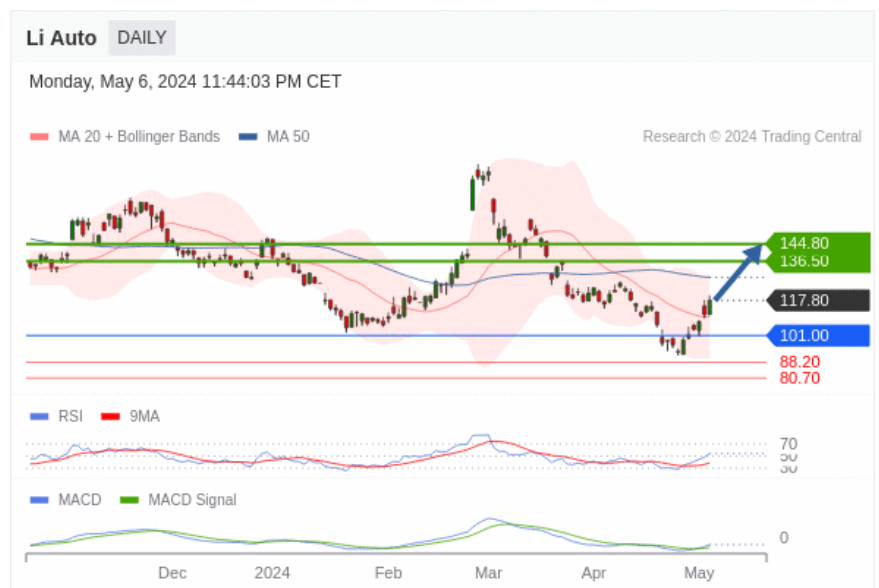 Li Auto DAILY
Monday, May 6, 2024 11:44:03 PM CET
MA 20 + Bollinger Bands MA 50 Research © 2024 Trading Central
144.80
136.50
117.80
101.00
88.20
80.70
RSI 9MA
70
50
30
MACD MACD Signal
0
Dec 2024 Feb Mar Apr May